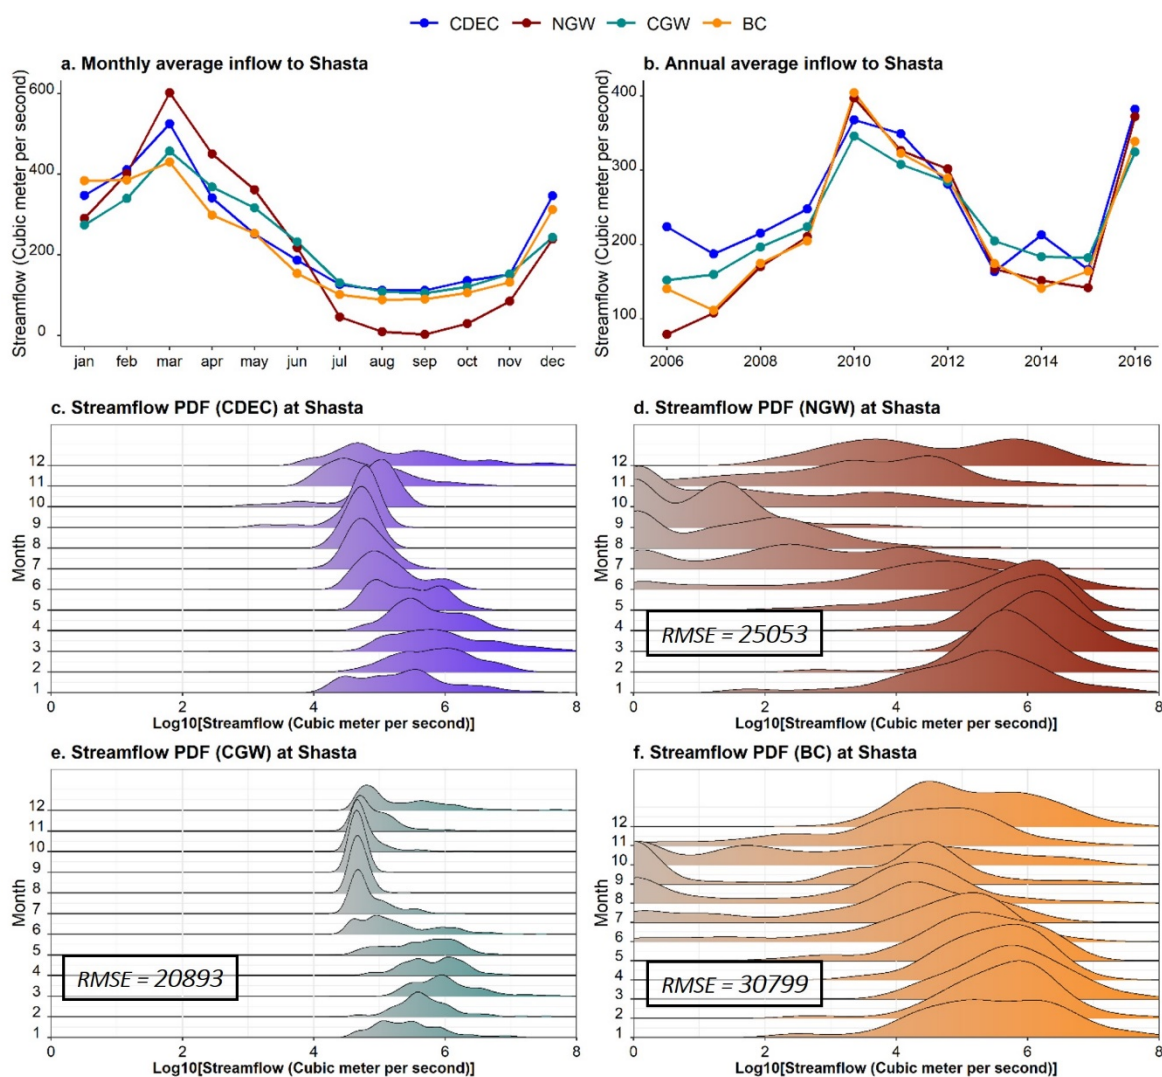 CDEC NGW CGW BC
a. Monthly average inflow to Shasta
Streamflow (Cubic meter per second)
600
400
200
0
jan feb mar apr may jun jul aug sep oct nov dec
b. Annual average inflow to Shasta
Streamflow (Cubic meter per second)
400
300
200
100
2006 2008 2010 2012 2014 2016
c. Streamflow PDF (CDEC) at Shasta
Month
12
11
10
9
8
7
6
5
4
3
2
1
0 2 4 6 8
Log10[Streamflow (Cubic meter per second)]
d. Streamflow PDF (NGW) at Shasta
Month
12
11
10
9
8
7
6
5
4
3
2
1
RMSE = 25053
0 2 4 6 8
Log10[Streamflow (Cubic meter per second)]
e. Streamflow PDF (CGW) at Shasta
Month
12
11
10
9
8
7
6
5
4
3
2
1
RMSE = 20893
0 2 4 6 8
Log10[Streamflow (Cubic meter per second)]
f. Streamflow PDF (BC) at Shasta
Month
12
11
10
9
8
7
6
5
4
3
2
1
RMSE = 30799
0 2 4 6 8
Log10[Streamflow (Cubic meter per second)]